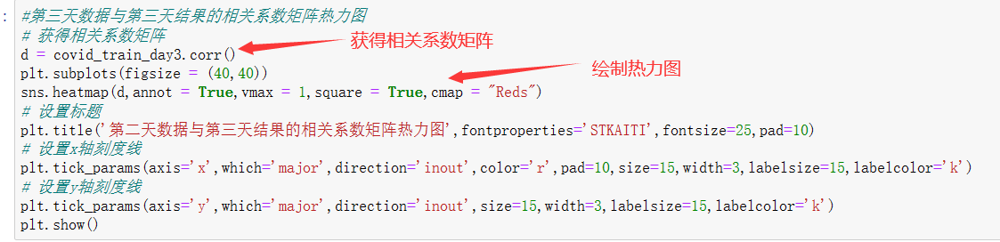 :
#第三天数据与第三天结果的相关系数矩阵热力图
# 获得相关系数矩阵
d = covid_train_day3.corr()
获得相关系数矩阵
plt.subplots(figsize = (40,40))
绘制热力图
sns.heatmap(d,annot = True,vmax = 1,square = True,cmap = "Reds")
# 设置标题
plt.title('第二天数据与第三天结果的相关系数矩阵热力图',fontproperties='STKAITI',fontsize=25,pad=10)
# 设置x轴刻度线
plt.tick_params(axis='x',which='major',direction='inout',color='r',pad=10,size=15,width=3,labelsize=15,labelcolor='k')
# 设置y轴刻度线
plt.tick_params(axis='y',which='major',direction='inout',size=15,width=3,labelsize=15,labelcolor='k')
plt.show()